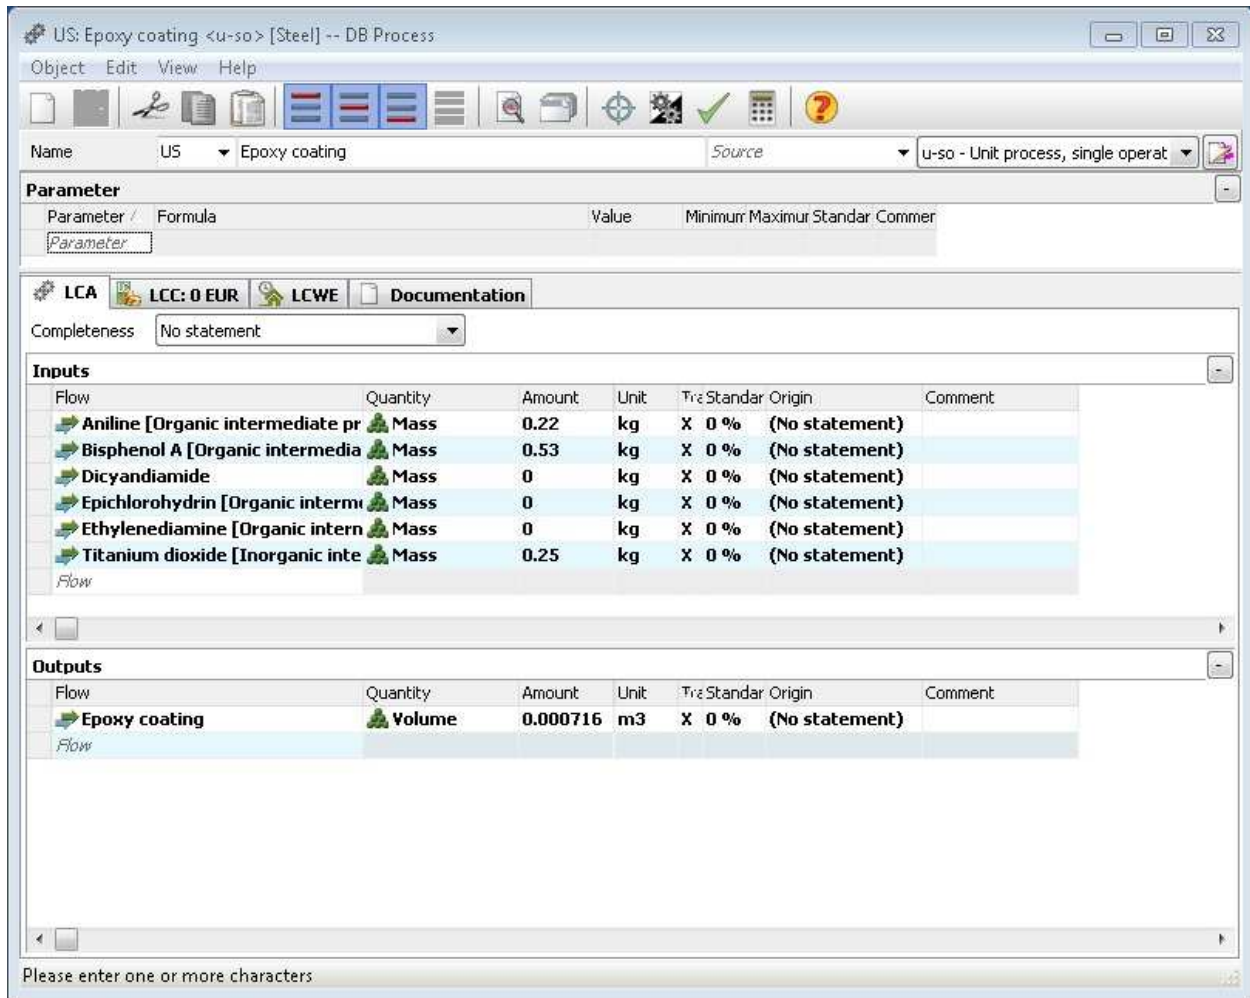 US: Epoxy coating <u-so> [Steel] -- DB Process
Object Edit View Help
Name US Epoxy coating Source u-so - Unit process, single operat
Parameter
Parameter Formula Value Minimum Maximur Standar Commer
Parameter
LCA LCC: 0 EUR LCWE Documentation
Completeness No statement
Inputs
Flow Quantity Amount Unit Tra Standar Origin Comment
Aniline [Organic intermediate pr Mass 0.22 kg X 0 % (No statement)
Bisphenol A [Organic intermedia Mass 0.53 kg X 0 % (No statement)
Dicyandiamide Mass 0 kg X 0 % (No statement)
Epichlorohydrin [Organic interme Mass 0 kg X 0 % (No statement)
Ethylenediamine [Organic intern Mass 0 kg X 0 % (No statement)
Titanium dioxide [Inorganic inte Mass 0.25 kg X 0 % (No statement)
Flow
Outputs
Flow Quantity Amount Unit Tra Standar Origin Comment
Epoxy coating Volume 0.000716 m3 X 0 % (No statement)
Flow
Please enter one or more characters